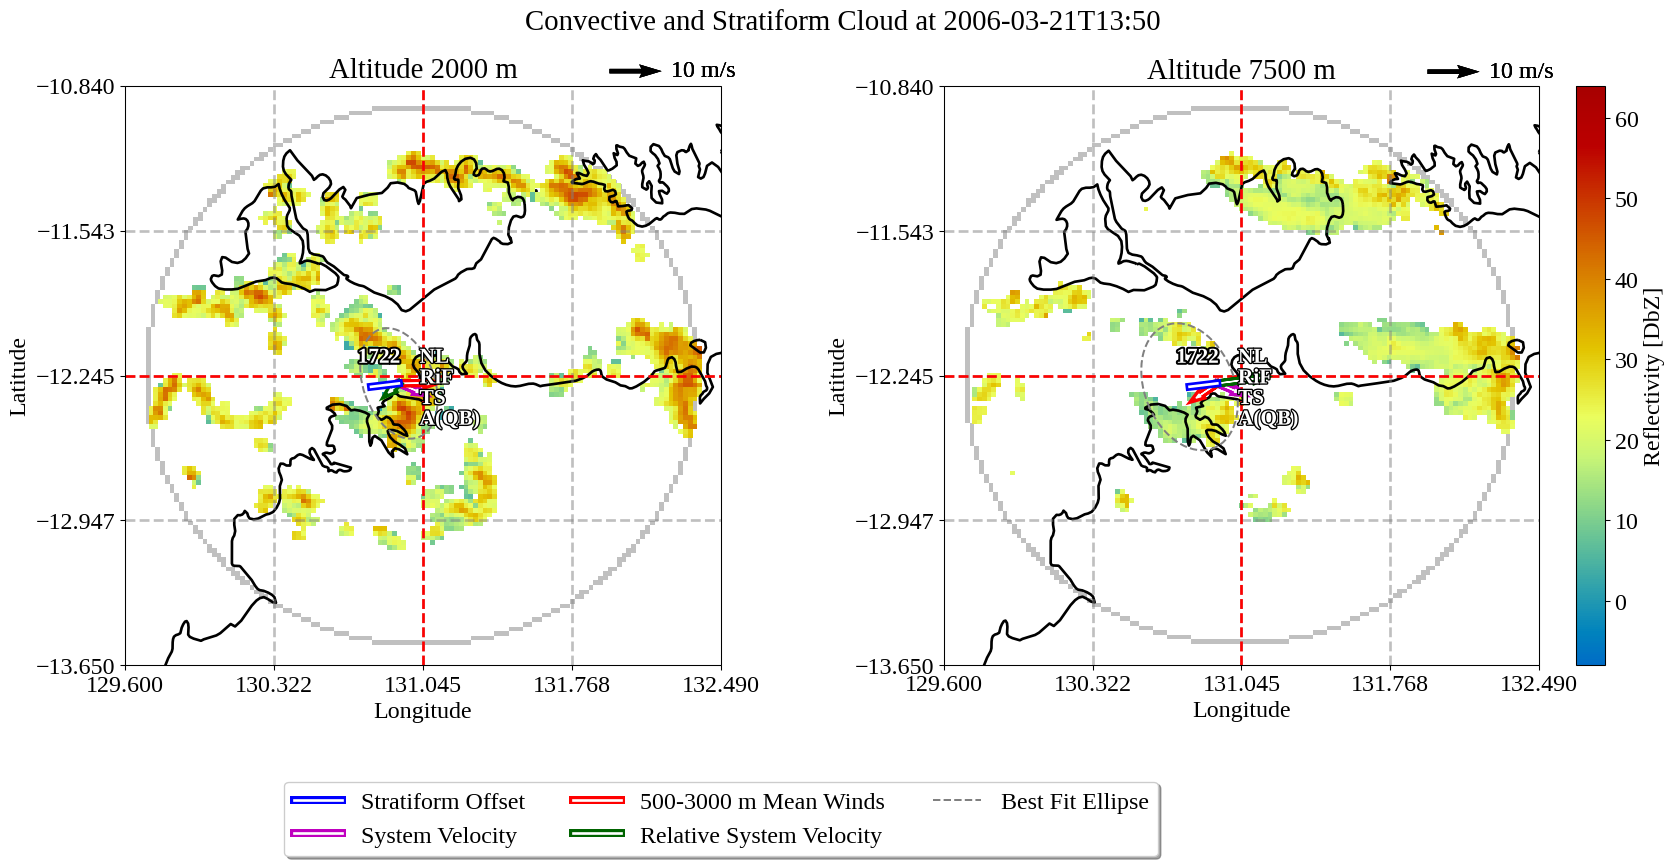 Convective and Stratiform Cloud at 2006-03-21T13:50
Altitude 2000 m
10 m/s
Latitude
−10.840
−11.543
−12.245
−12.947
−13.650
129.600
130.322
131.045
131.768
132.490
Longitude
1722
NL
RiF
TS
A(QB)
Altitude 7500 m
10 m/s
Latitude
−10.840
−11.543
−12.245
−12.947
−13.650
129.600
130.322
131.045
131.768
132.490
Longitude
1722
NL
RiF
TS
A(QB)
60
50
40
30
20
10
0
Reflectivity [DbZ]
Stratiform Offset
System Velocity
500-3000 m Mean Winds
Relative System Velocity
Best Fit Ellipse